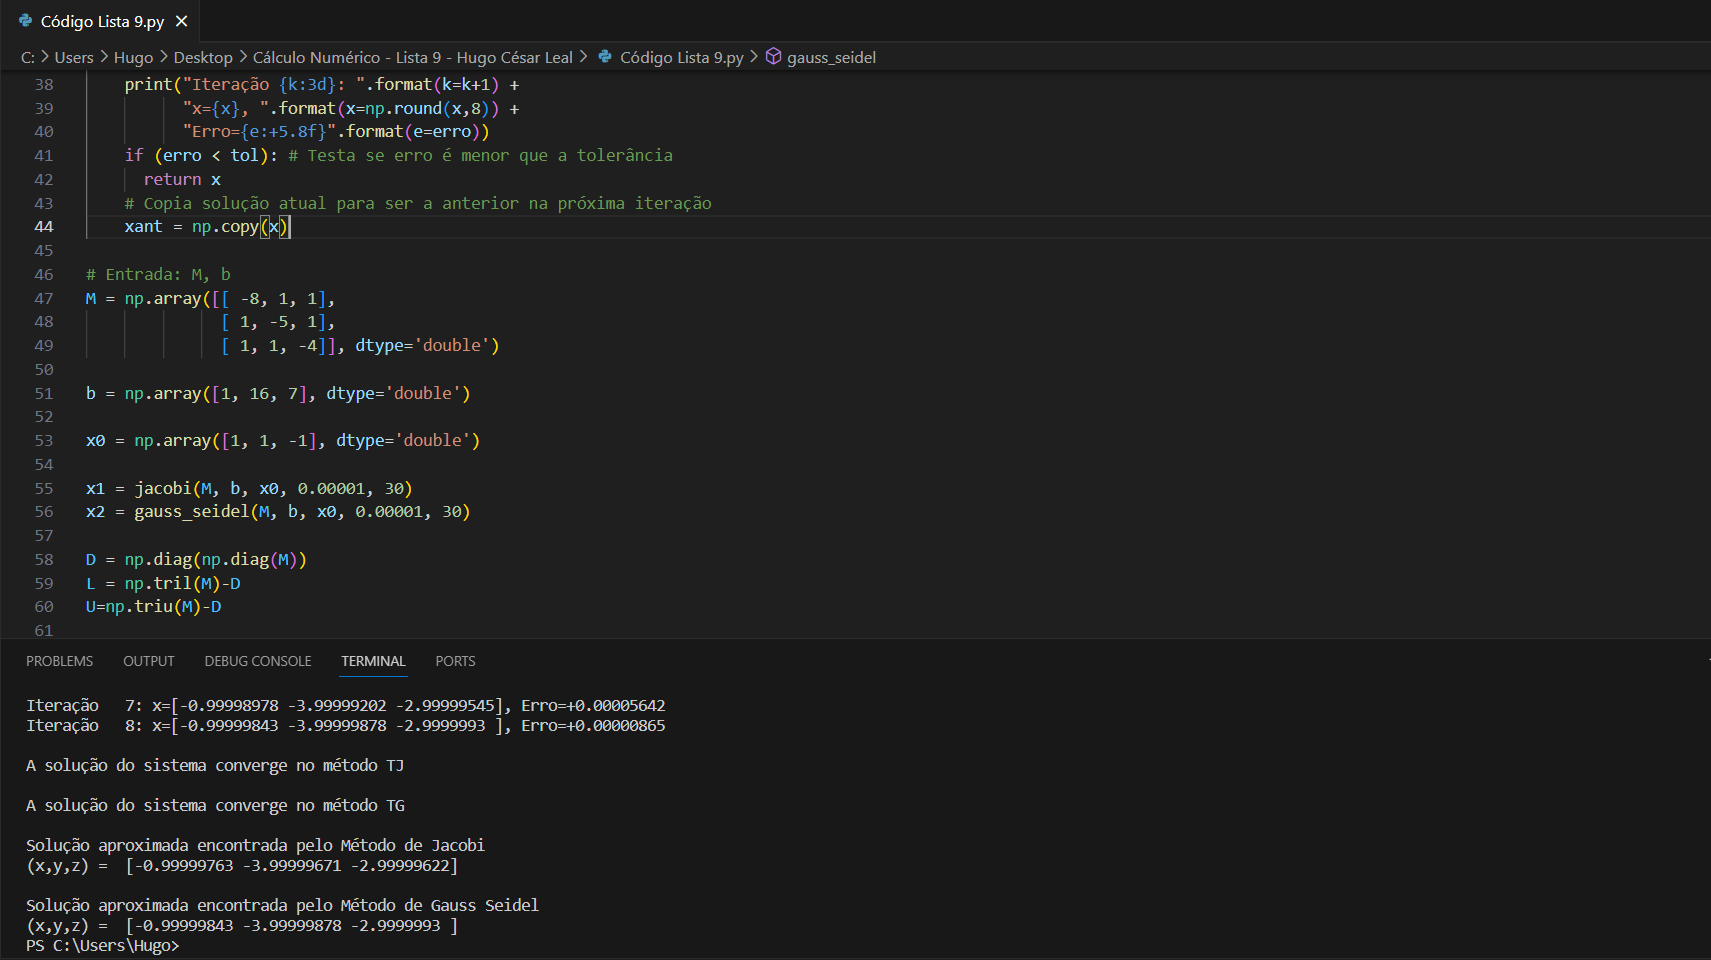 Código Lista 9.py ×
C: > Users > Hugo > Desktop > Cálculo Numérico - Lista 9 - Hugo César Leal > Código Lista 9.py > gauss_seidel
38 print("Iteração {k:3d}: ".format(k=k+1) +
39 "x={x}, ".format(x=np.round(x,8)) +
40 "Erro={e:+5.8f}".format(e=erro))
41 if (erro < tol): # Testa se erro é menor que a tolerância
42 return x
43 # Copia solução atual para ser a anterior na próxima iteração
44 xant = np.copy(x)
45
46 # Entrada: M, b
47 M = np.array([[ -8, 1, 1],
48 [ 1, -5, 1],
49 [ 1, 1, -4]], dtype='double')
50
51 b = np.array([1, 16, 7], dtype='double')
52
53 x0 = np.array([1, 1, -1], dtype='double')
54
55 x1 = jacobi(M, b, x0, 0.00001, 30)
56 x2 = gauss_seidel(M, b, x0, 0.00001, 30)
57
58 D = np.diag(np.diag(M))
59 L = np.tril(M)-D
60 U=np.triu(M)-D
61
PROBLEMS OUTPUT DEBUG CONSOLE TERMINAL PORTS
Iteração   7: x=[-0.99998978 -3.99999202 -2.99999545], Erro=+0.00005642
Iteração   8: x=[-0.99999843 -3.99999878 -2.9999993 ], Erro=+0.00000865
A solução do sistema converge no método TJ
A solução do sistema converge no método TG
Solução aproximada encontrada pelo Método de Jacobi
(x,y,z) =  [-0.99999763 -3.99999671 -2.99999622]
Solução aproximada encontrada pelo Método de Gauss Seidel
(x,y,z) =  [-0.99999843 -3.99999878 -2.9999993 ]
PS C:\Users\Hugo>